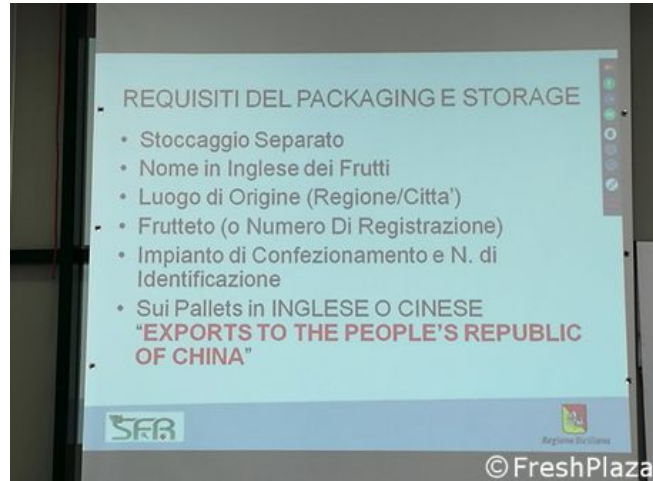 REQUISITI DEL PACKAGING E STORAGE
• Stoccaggio Separato
• Nome in Inglese dei Frutti
• Luogo di Origine (Regione/Citta')
• Frutteto (o Numero Di Registrazione)
• Impianto di Confezionamento e N. di
Identificazione
• Sui Pallets in INGLESE O CINESE
“EXPORTS TO THE PEOPLE'S REPUBLIC
OF CHINA”
Regione Siciliana
©FreshPlaza